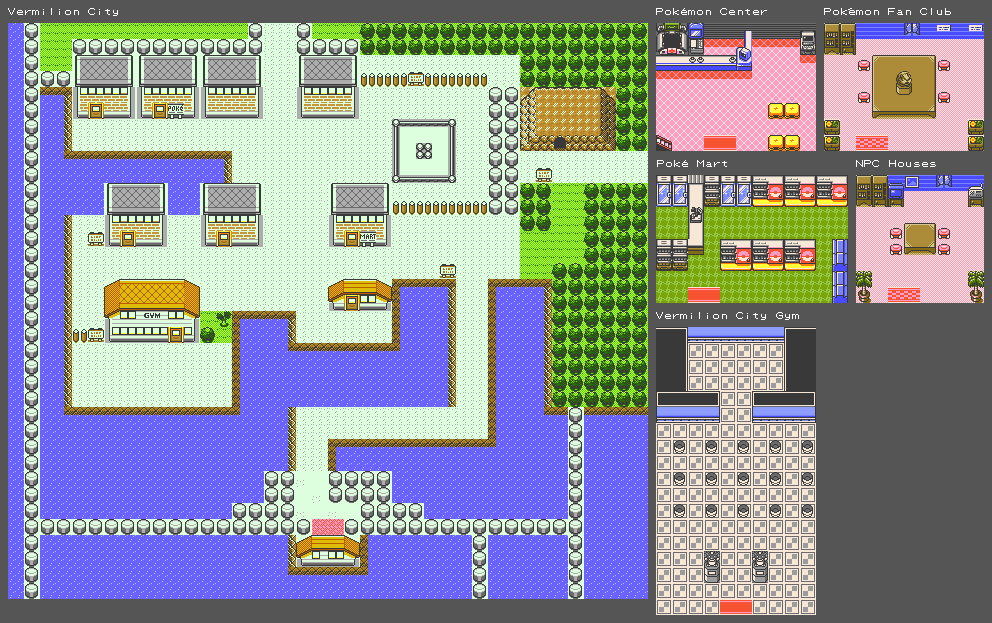 Vermilion City
Pokémon Center
Pokémon Fan Club
POKé
Poké Mart
NPC Houses
MART
GYM
Vermilion City Gym